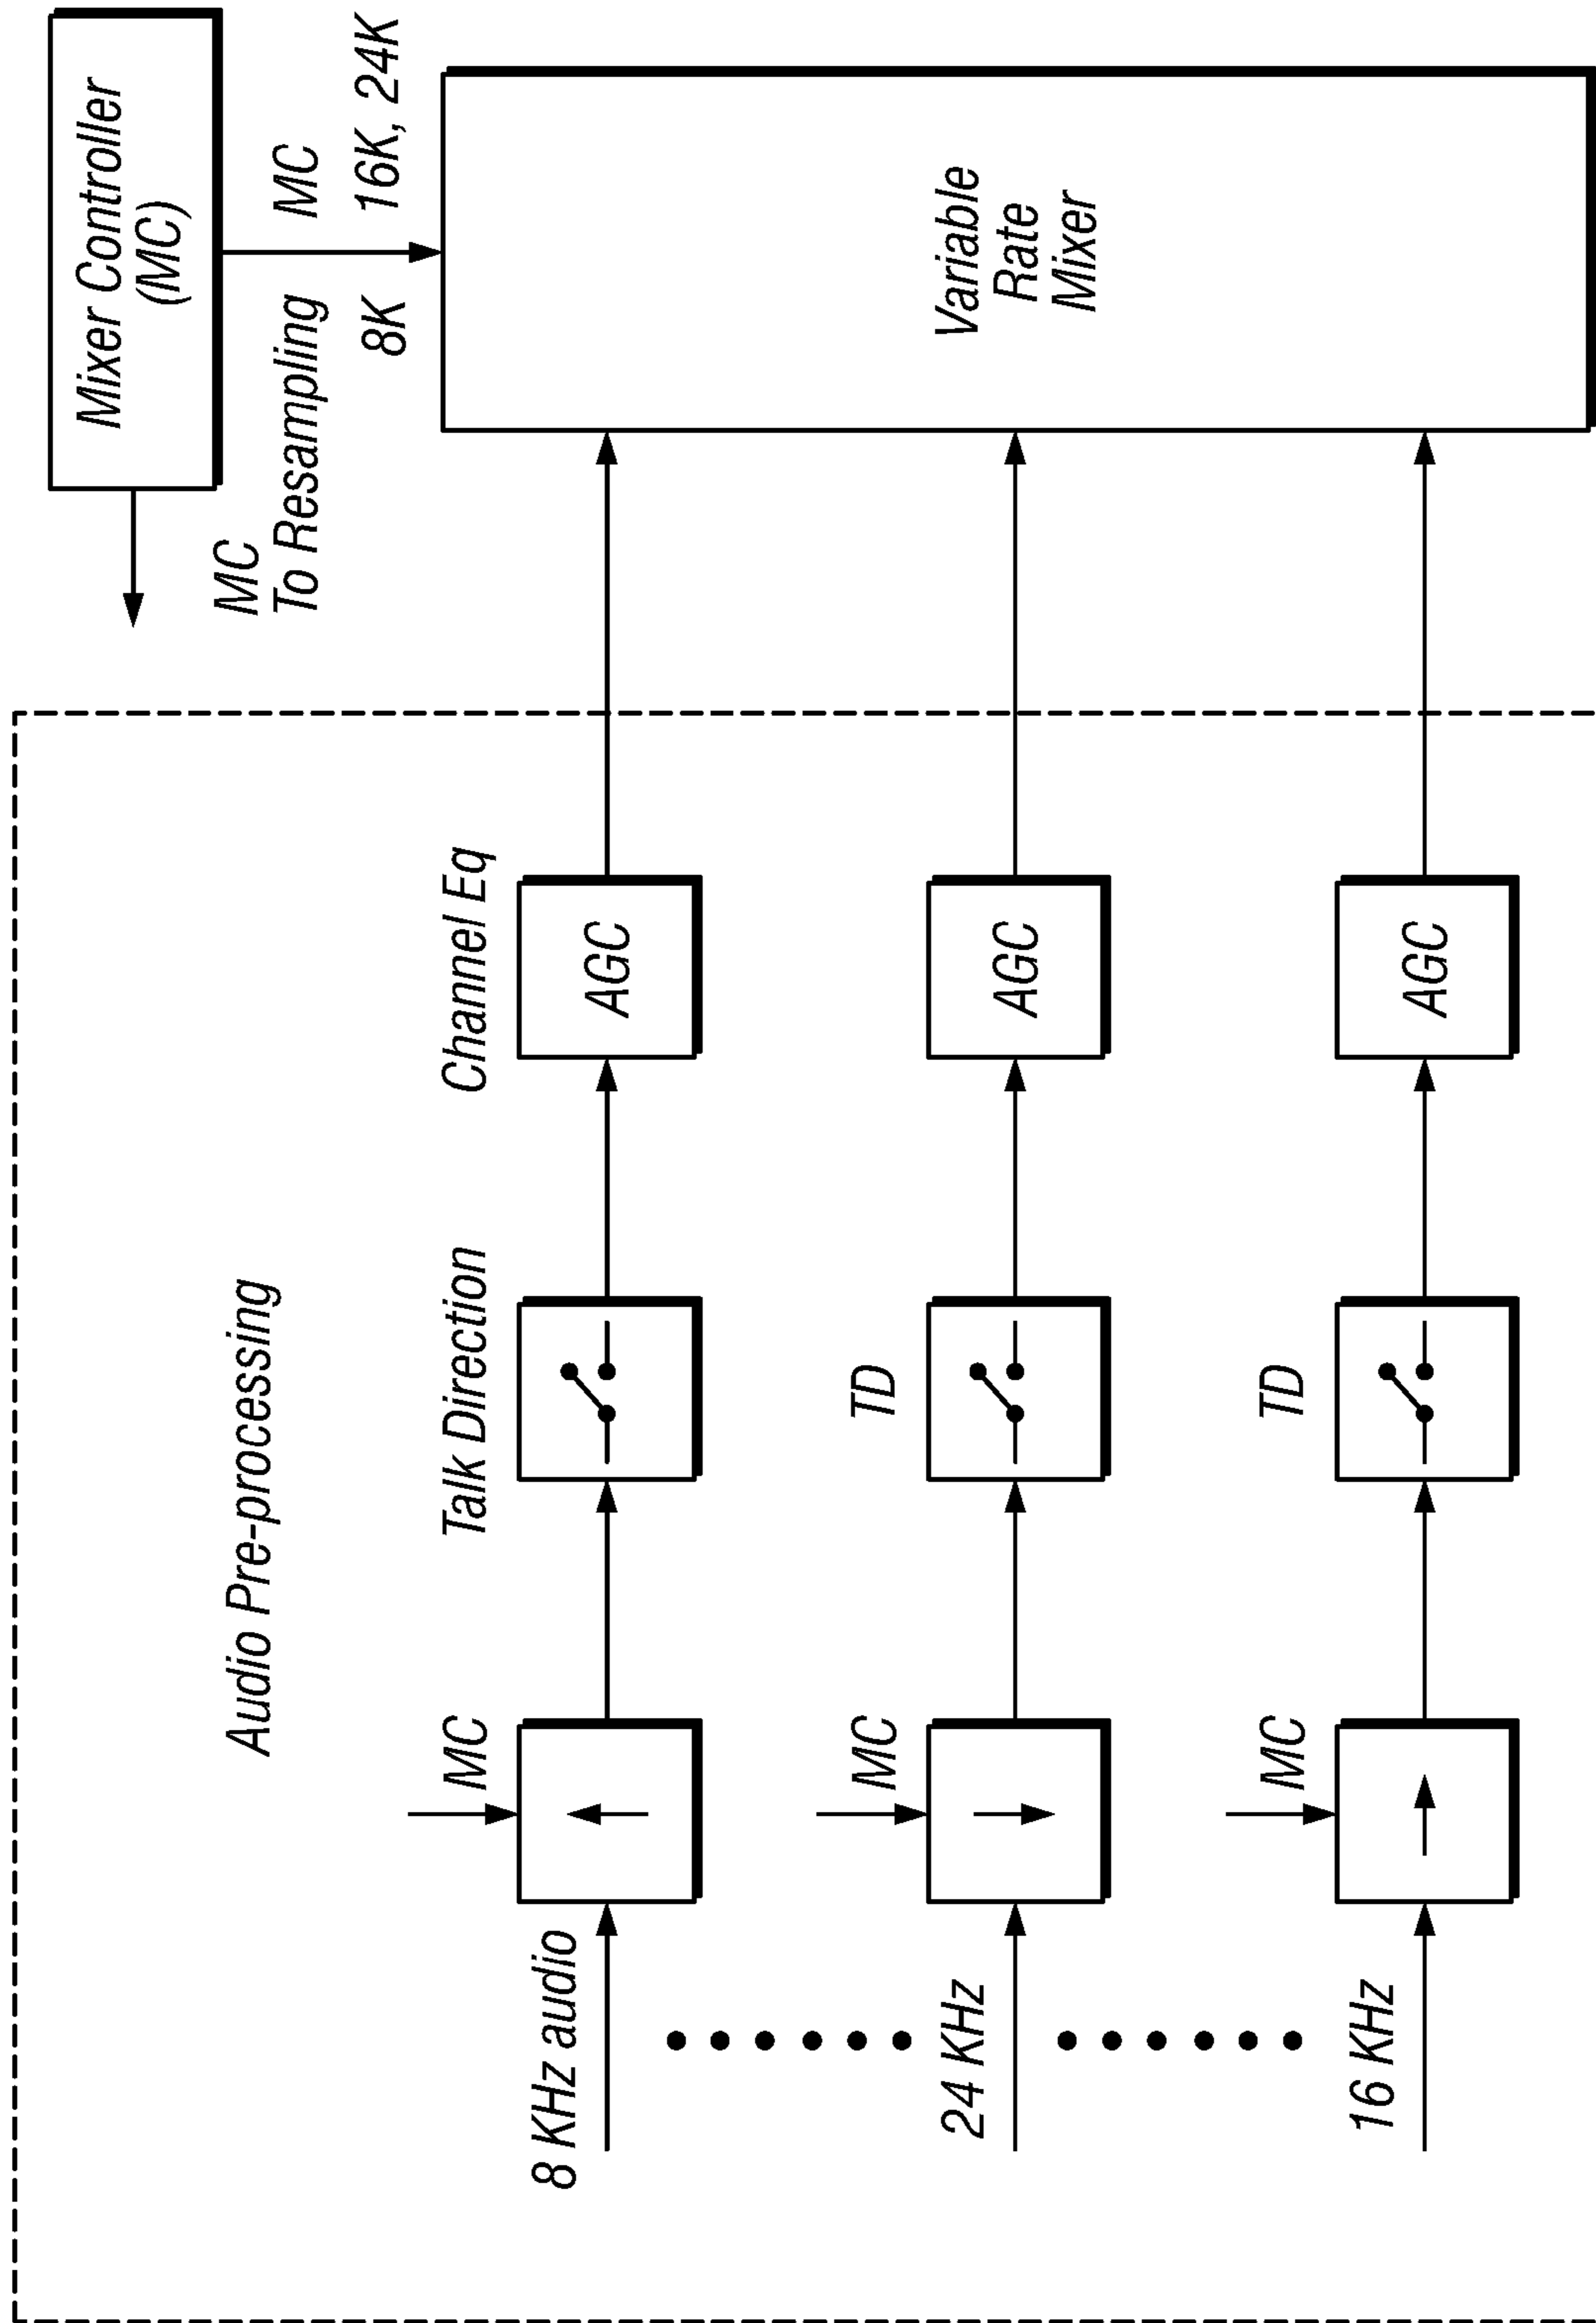 Mixer Controller
(MC)
MC
To Resampling
MC
8K
16K, 24K
Audio Pre-processing
MC
Talk Direction
Channel Eq
8 KHz audio
AGC
MC
TD
24 KHz
AGC
Variable
Rate
Mixer
MC
TD
16 KHz
AGC